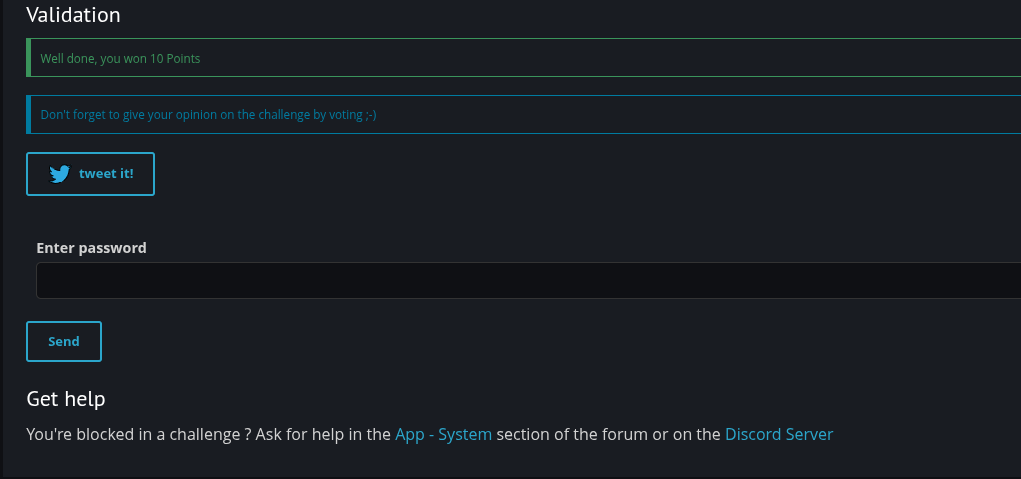 Validation
Well done, you won 10 Points
Don't forget to give your opinion on the challenge by voting ;-)
tweet it!
Enter password
Send
Get help
You're blocked in a challenge ? Ask for help in the App - System section of the forum or on the Discord Server